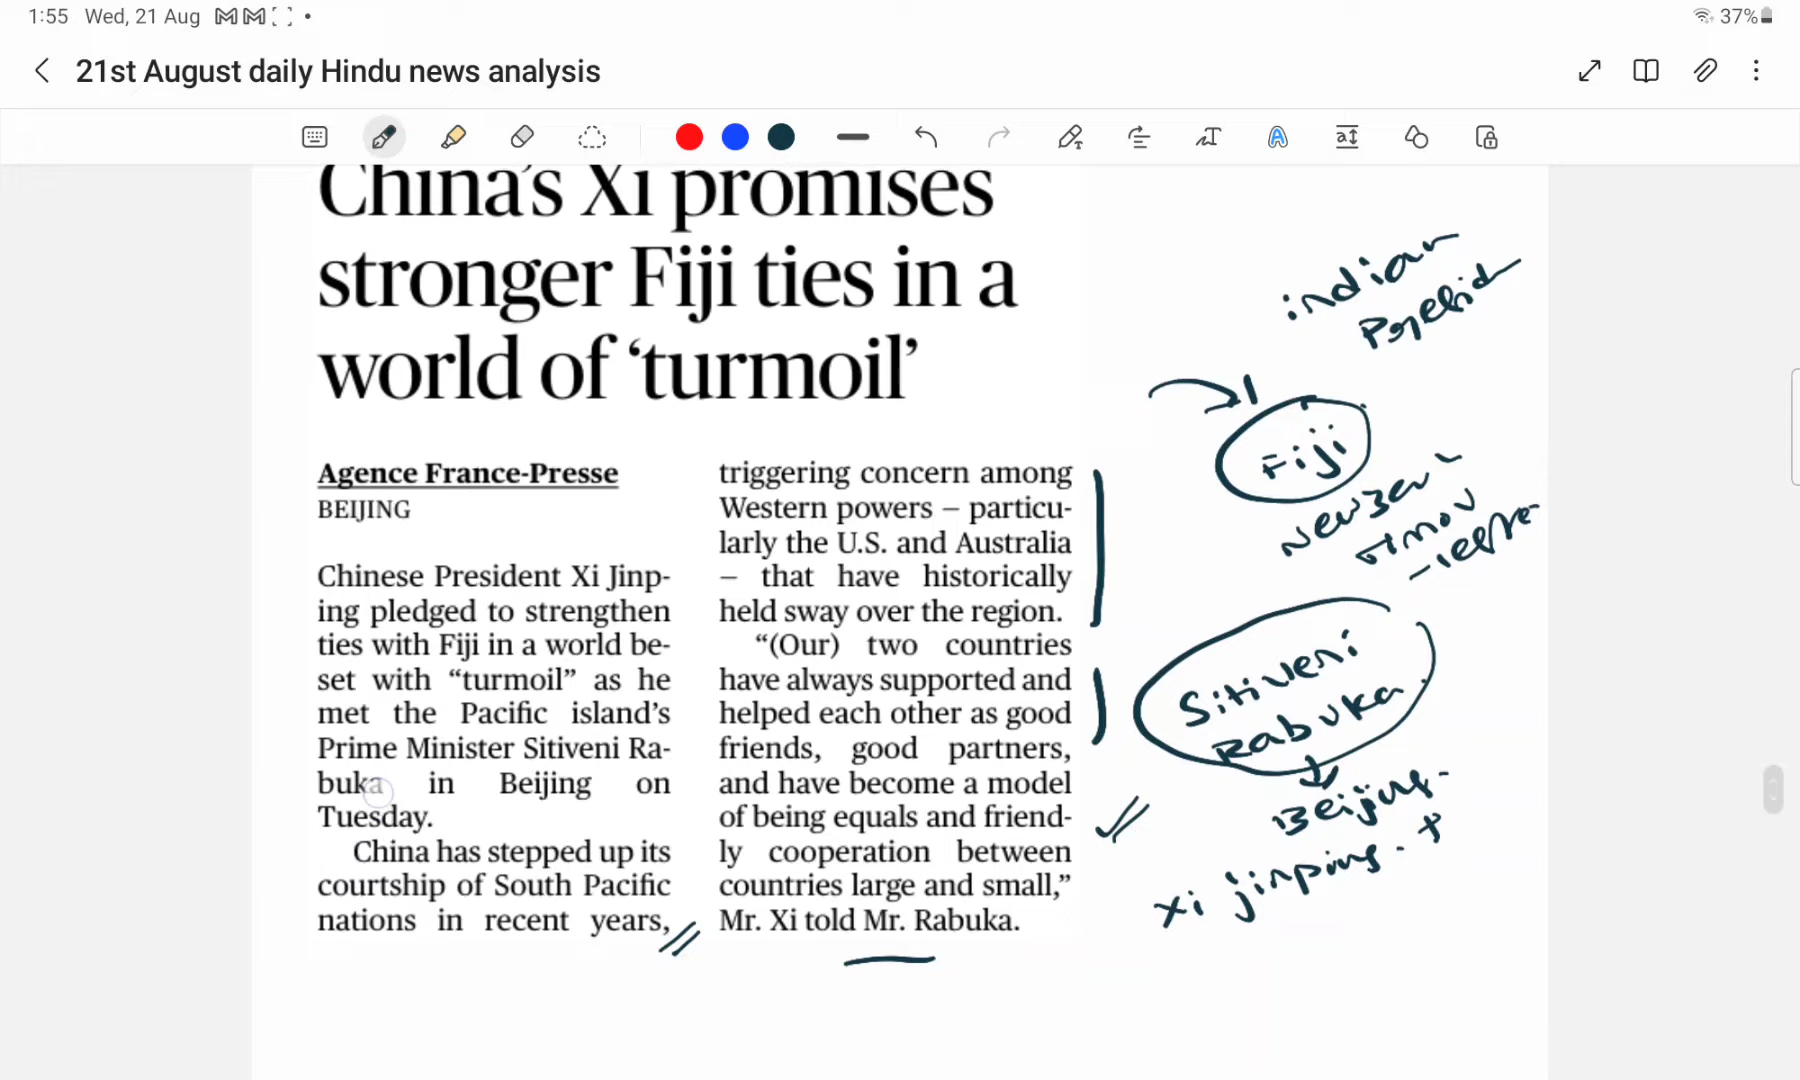 1:55 Wed, 21 Aug
37%
21st August daily Hindu news analysis
China's Xi promises
stronger Fiji ties in a
world of ‘turmoil’
Agence France-Presse
BEIJING
Chinese President Xi Jinp-
ing pledged to strengthen
ties with Fiji in a world be-
set with “turmoil” as he
met the Pacific island's
Prime Minister Sitiveni Ra-
buka in Beijing on
Tuesday.
China has stepped up its
courtship of South Pacific
nations in recent years,
triggering concern among
Western powers – particu-
larly the U.S. and Australia
– that have historically
held sway over the region.
“(Our) two countries
have always supported and
helped each other as good
friends, good partners,
and have become a model
of being equals and friend-
ly cooperation between
countries large and small,”
Mr. Xi told Mr. Rabuka.
indian
Fiji
Sitiveni
Rabuka
Beijing
Xi jinping